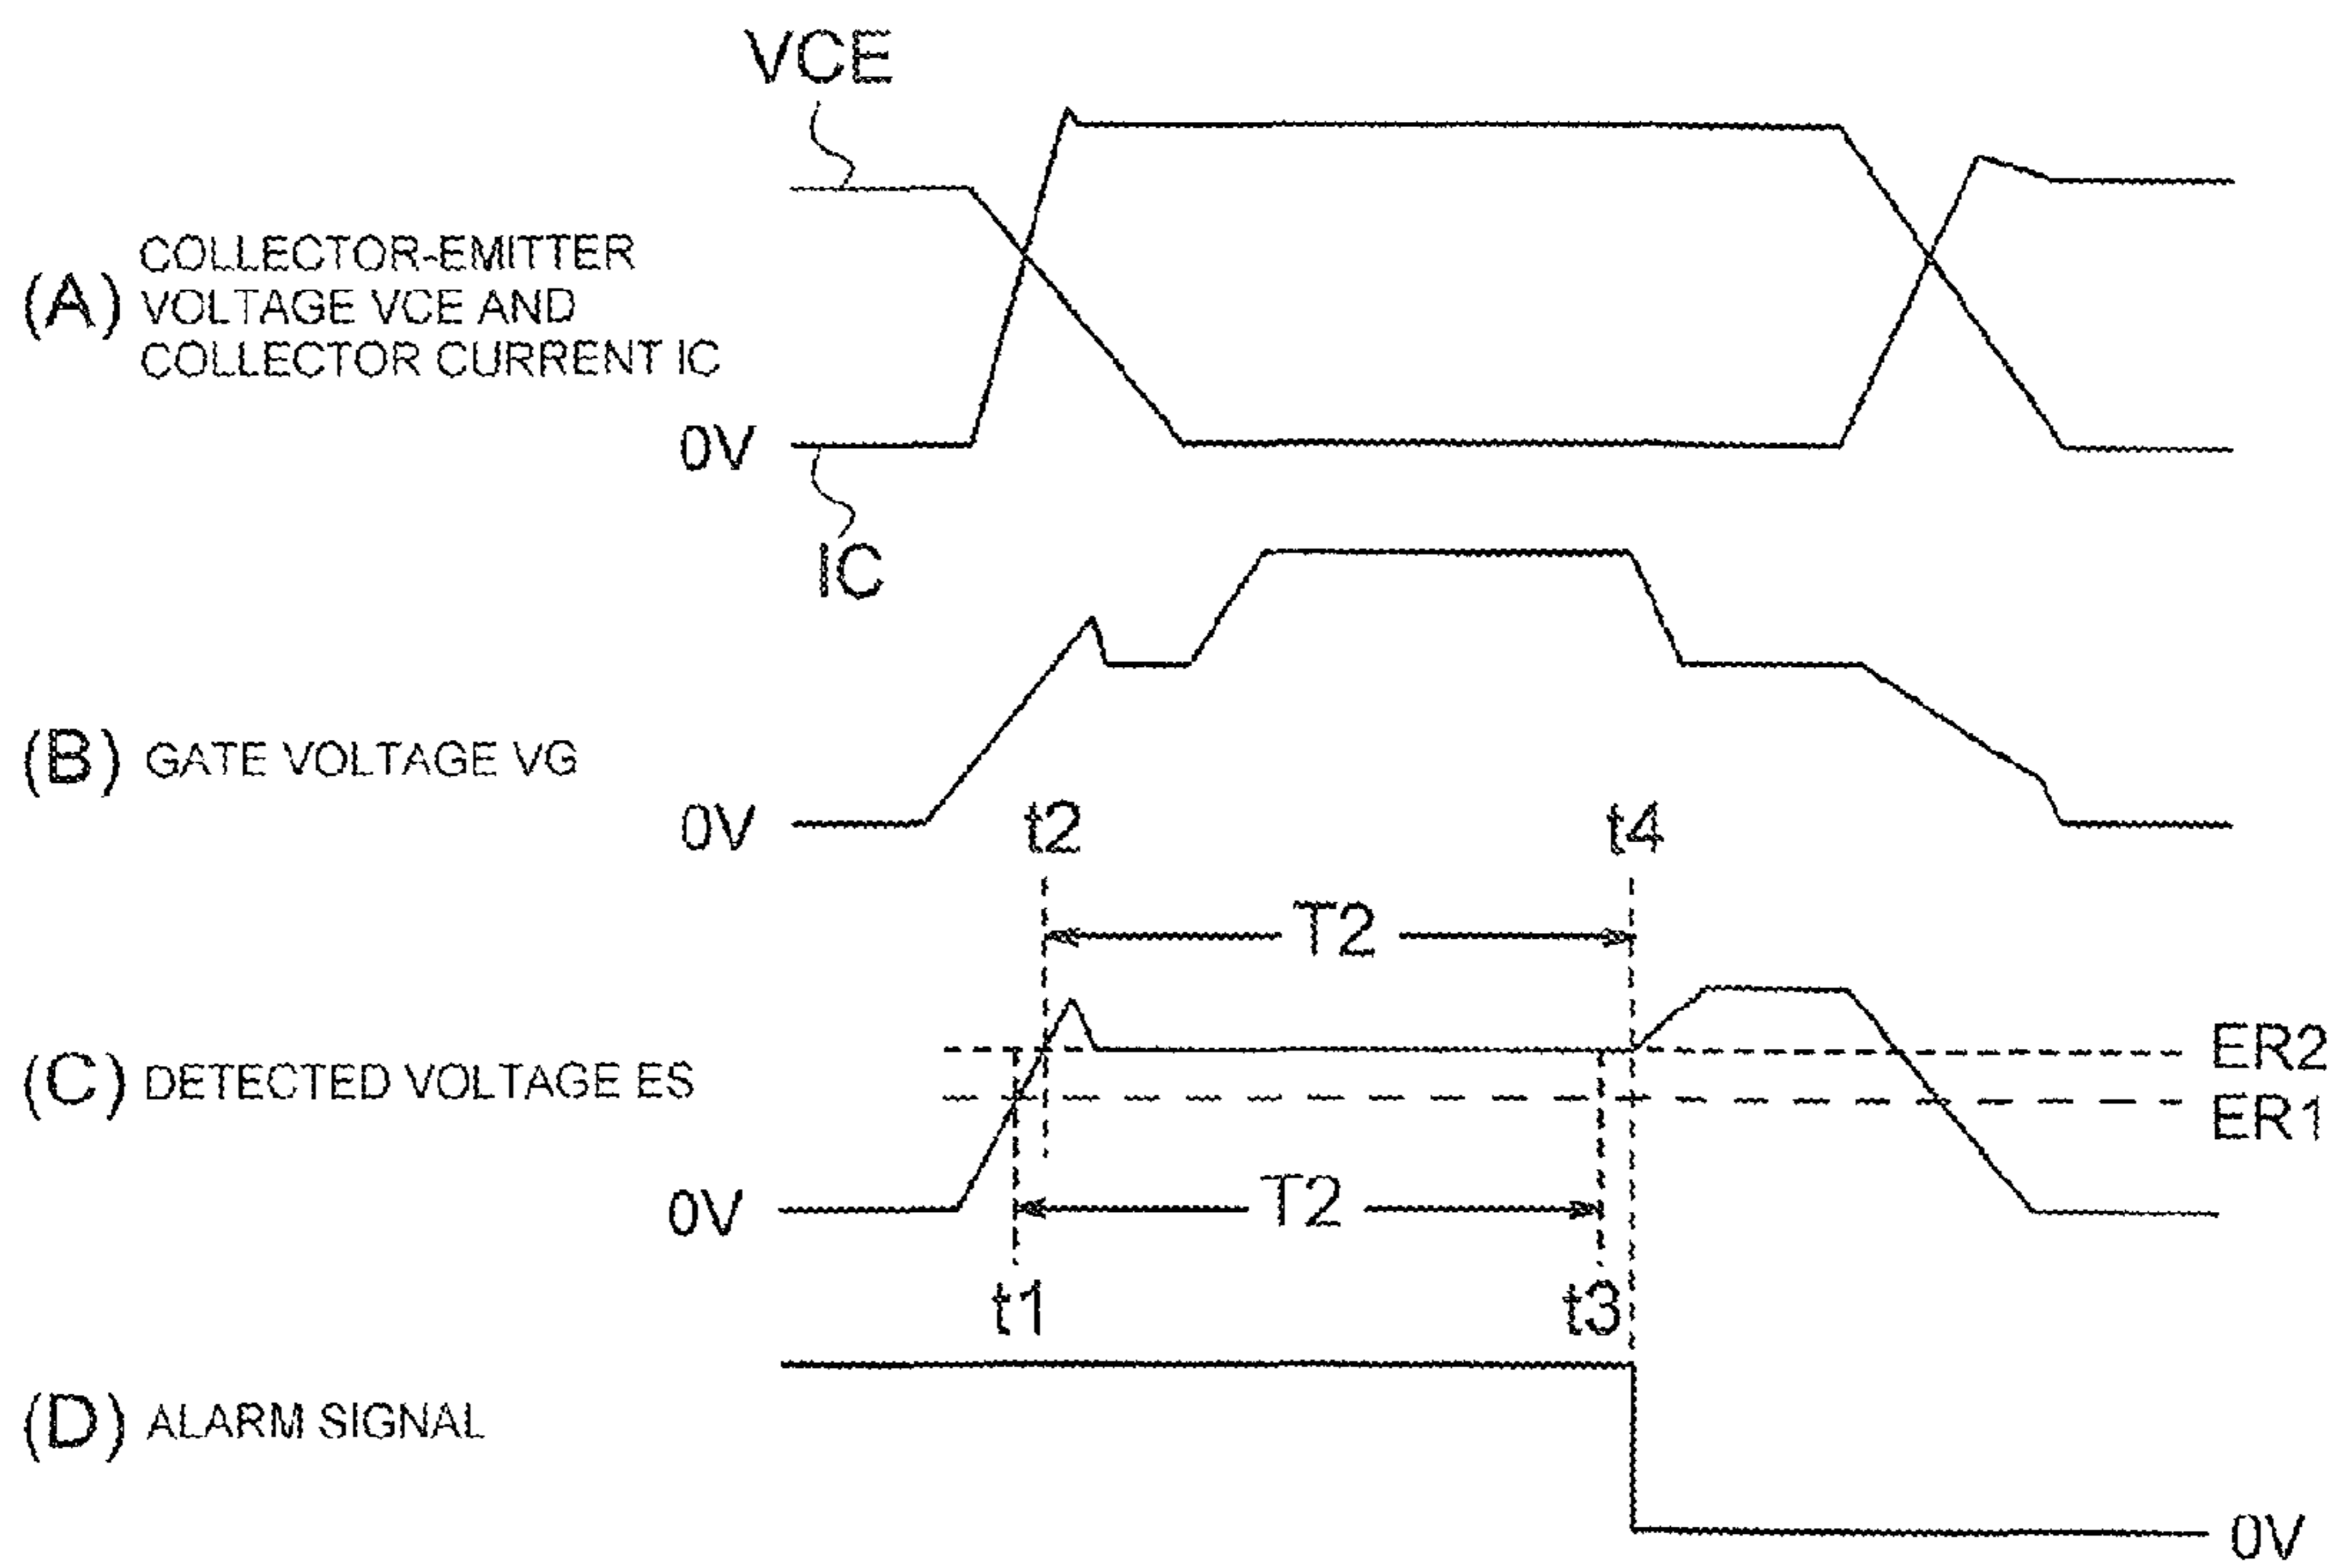 VCE
(A) COLLECTOR-EMITTER
VOLTAGE VCE AND
COLLECTOR CURRENT IC
0V
IC
(B) GATE VOLTAGE VG
0V
t2
t4
T2
(C) DETECTED VOLTAGE ES
ER2
ER1
0V
T2
t1
t3
(D) ALARM SIGNAL
0V